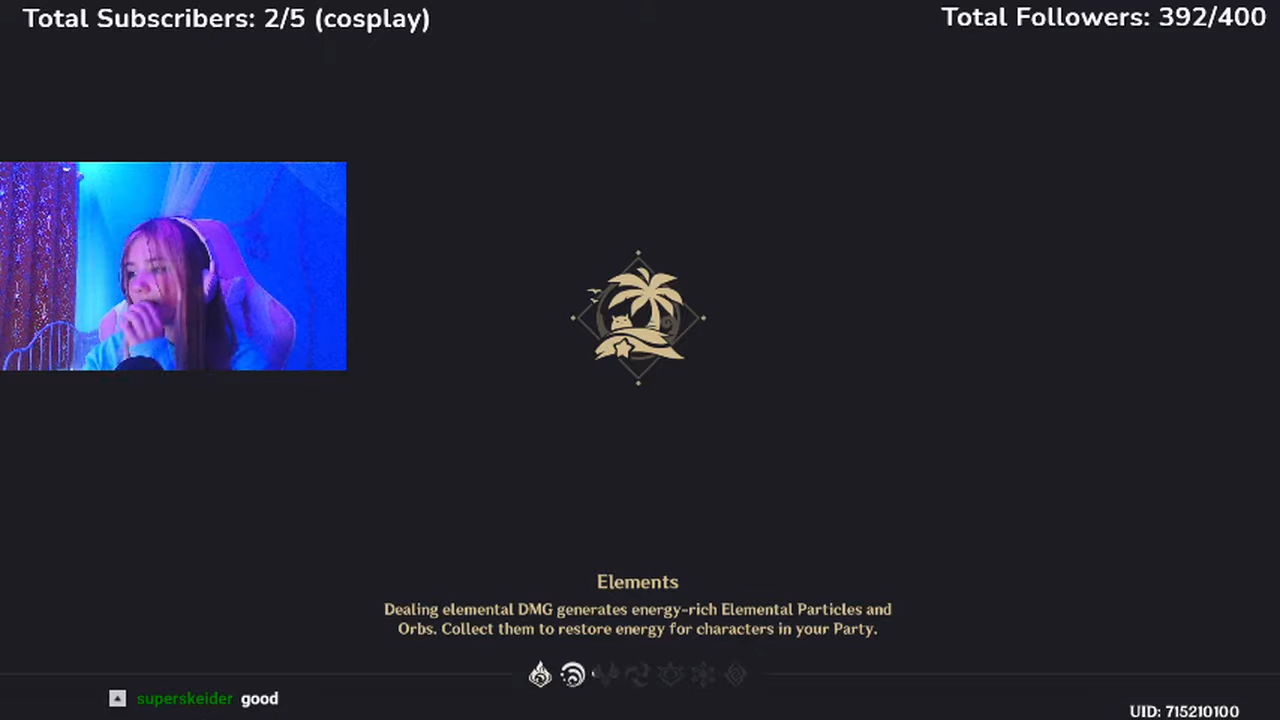 Total Subscribers: 2/5 (cosplay)
Total Followers: 392/400
Elements
Dealing elemental DMG generates energy-rich Elemental Particles and
Orbs. Collect them to restore energy for characters in your Party.
superskeider good
UID: 715210100